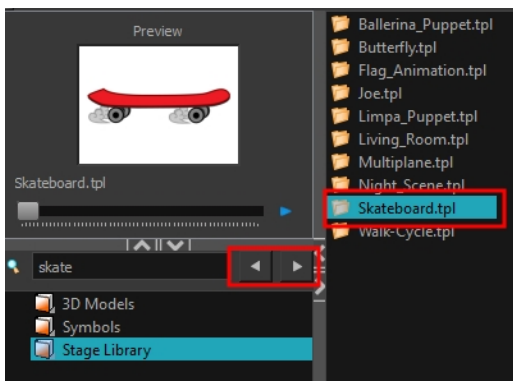 Preview
Skateboard.tpl
skate
3D Models
Symbols
Stage Library
Ballerina_Puppet.tpl
Butterfly.tpl
Flag_Animation.tpl
Joe.tpl
Limpa_Puppet.tpl
Living_Room.tpl
Multiplane.tpl
Night_Scene.tpl
Skateboard.tpl
Walk-Cycle.tpl